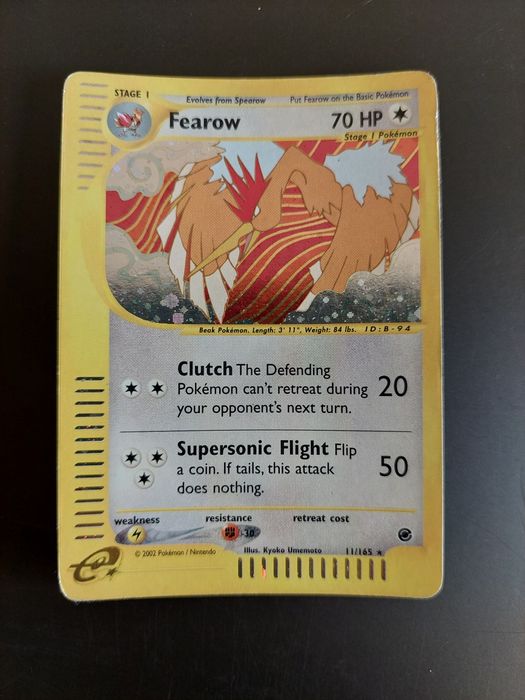 STAGE 1
Evolves from Spearow
Put Fearow on the Basic Pokémon
Fearow
70 HP
Stage 1 Pokémon
Beak Pokémon. Length: 3' 11", Weight: 84 lbs. ID:B-94
Clutch The Defending
Pokémon can't retreat during
your opponent's next turn.
20
Supersonic Flight Flip
a coin. If tails, this attack
does nothing.
50
weakness
resistance
retreat cost
-30
© 2002 Pokémon / Nintendo
Illus. Kyoko Umemoto
11/165 ★
e